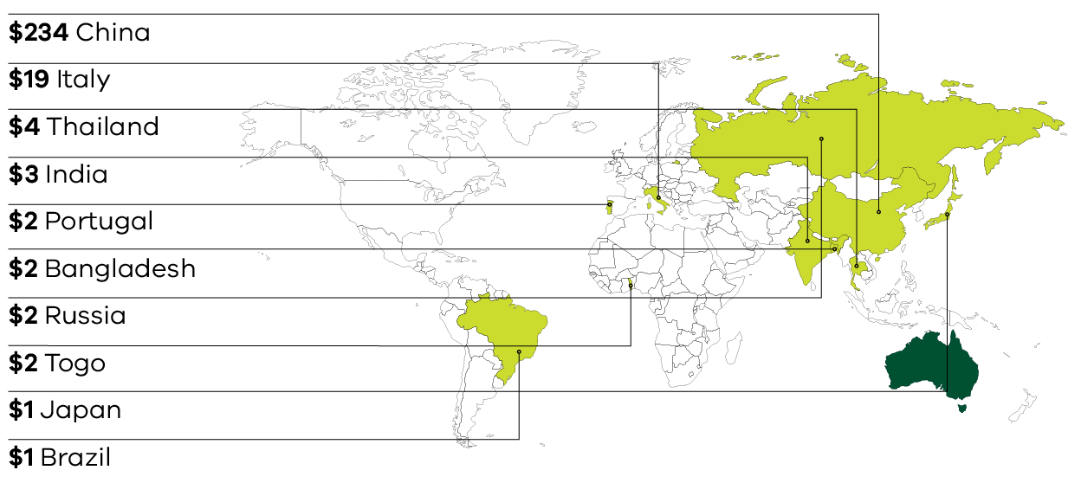 $234 China
$19 Italy
$4 Thailand
$3 India
$2 Portugal
$2 Bangladesh
$2 Russia
$2 Togo
$1 Japan
$1 Brazil